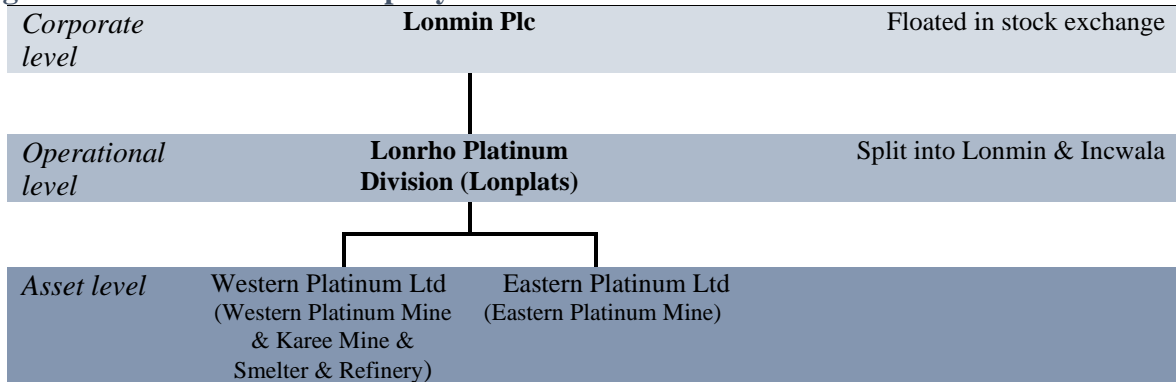 Corporate level
Lonmin Plc
Floated in stock exchange
Operational level
Lonrho Platinum
Division (Lonplats)
Split into Lonmin & Incwala
Asset level
Western Platinum Ltd
(Western Platinum Mine
& Karee Mine &
Smelter & Refinery)
Eastern Platinum Ltd
(Eastern Platinum Mine)